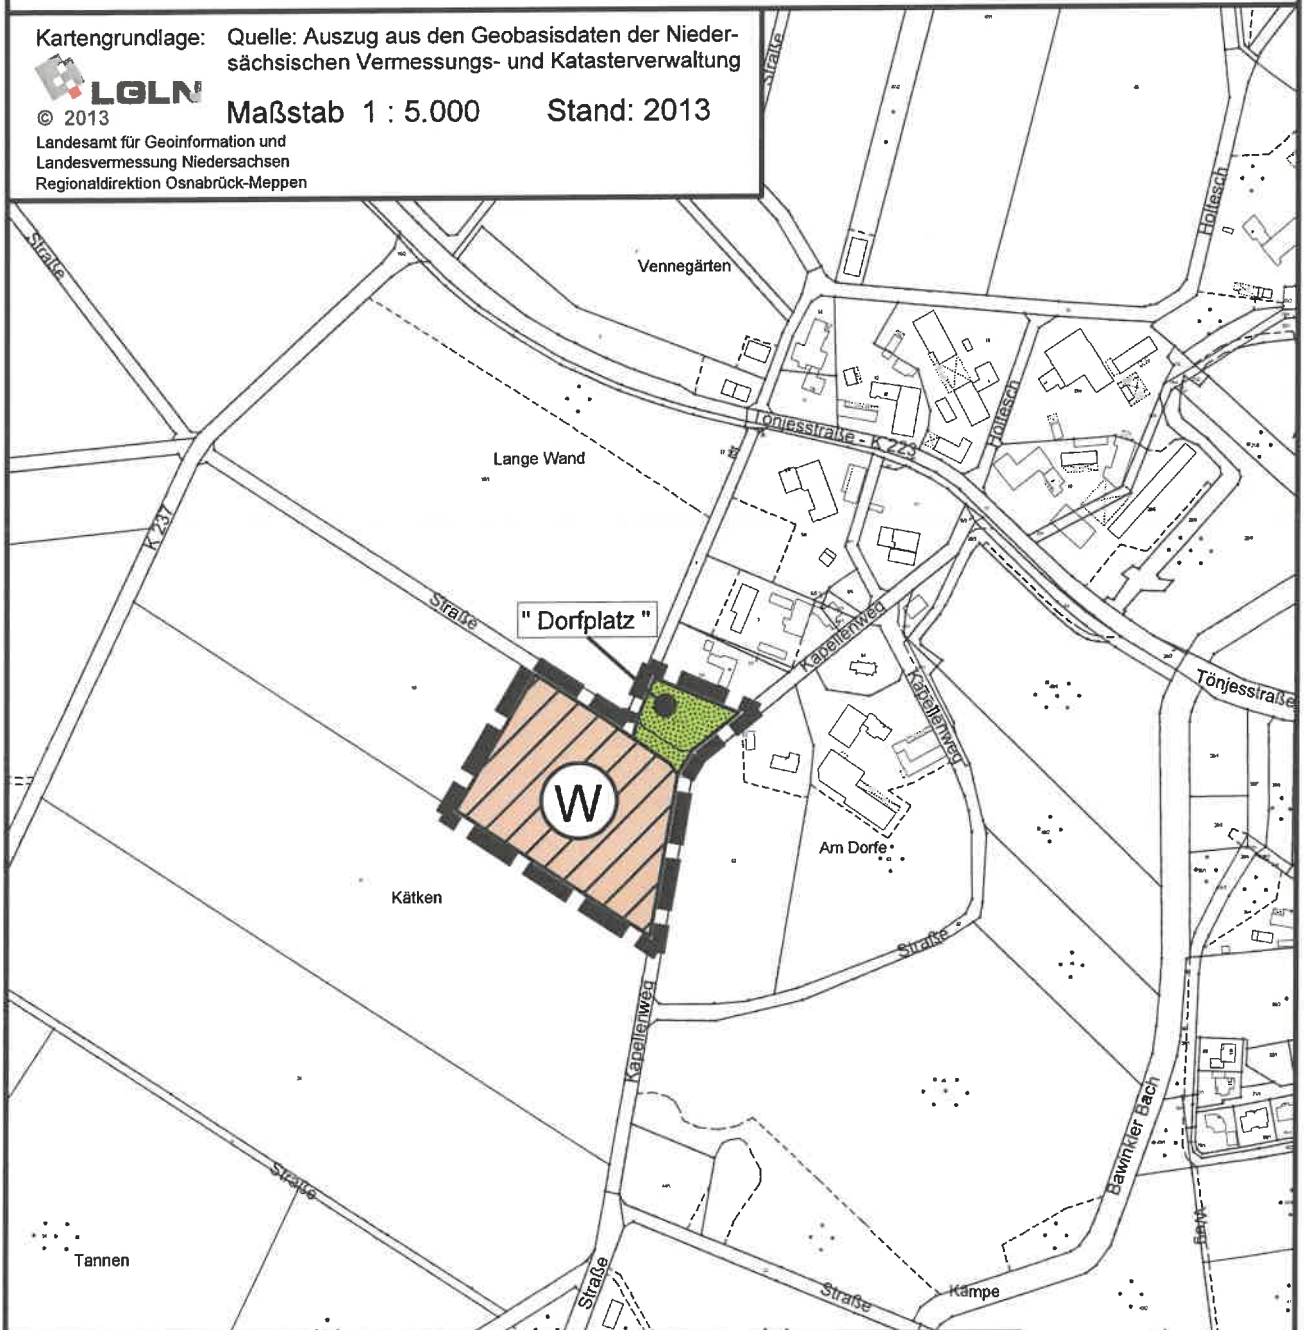 Kartengrundlage: Quelle: Auszug aus den Geobasisdaten der Nieder-
sächsischen Vermessungs- und Katasterverwaltung
LGLN
© 2013
Maßstab 1 : 5.000 Stand: 2013
Landesamt für Geoinformation und
Landesvermessung Niedersachsen
Regionaldirektion Osnabrück-Meppen
Straße
Straße
Holtesch
Vennegärten
Holtesch
Tönjesstraße - K 223
Lange Wand
K 237
Straße
" Dorfplatz "
Kapellenweg
Kapellenweg
Tönjesstraße
W
Am Dorfe
Kätken
Straße
Kapellenweg
Bawinkler Bach
Straße
Weg
Tannen
Straße
Straße
Kämpe